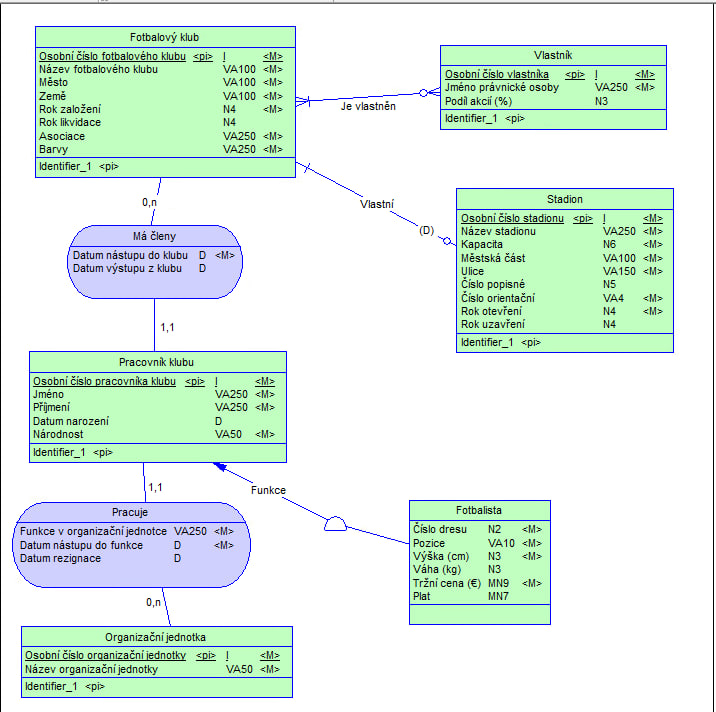 Fotbalový klub
Osobní číslo fotbalového klubu <pi> I <M>
Název fotbalového klubu VA100 <M>
Město VA100 <M>
Země VA100 <M>
Rok založení N4 <M>
Rok likvidace N4
Asociace VA250 <M>
Barvy VA250 <M>
Identifier_1 <pi>
Vlastník
Osobní číslo vlastníka <pi> I <M>
Jméno právnické osoby VA250 <M>
Podíl akcií (%) N3
Identifier_1 <pi>
Je vlastněn
Vlastní
(D)
Stadion
Osobní číslo stadionu <pi> I <M>
Název stadionu VA250 <M>
Kapacita N6 <M>
Městská část VA100 <M>
Ulice VA150 <M>
Číslo popisné N5
Číslo orientační VA4 <M>
Rok otevření N4 <M>
Rok uzavření N4
Identifier_1 <pi>
0,n
Má členy
Datum nástupu do klubu D <M>
Datum výstupu z klubu D
1,1
Pracovník klubu
Osobní číslo pracovníka klubu <pi> I <M>
Jméno VA250 <M>
Příjmení VA250 <M>
Datum narození D
Národnost VA50 <M>
Identifier_1 <pi>
1,1
Funkce
Pracuje
Funkce v organizační jednotce VA250 <M>
Datum nástupu do funkce D <M>
Datum rezignace D
0,n
Fotbalista
Číslo dresu N2 <M>
Pozice VA10 <M>
Výška (cm) N3 <M>
Váha (kg) N3
Tržní cena (€) MN9 <M>
Plat MN7
Organizační jednotka
Osobní číslo organizační jednotky <pi> I <M>
Název organizační jednotky VA50 <M>
Identifier_1 <pi>